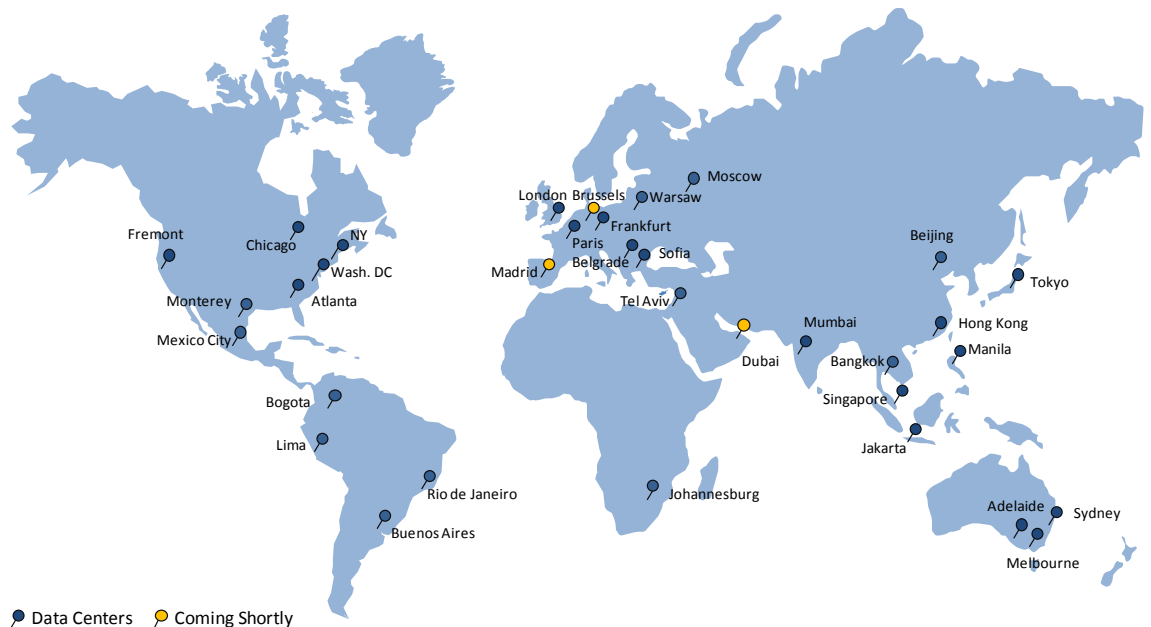 Moscow
London
Brussels
Warsaw
Frankfurt
Fremont
Chicago
NY
Paris
Beijing
Wash. DC
Madrid
Belgrade
Sofia
Monterey
Atlanta
Tel Aviv
Tokyo
Mexico City
Mumbai
Hong Kong
Dubai
Bangkok
Manila
Bogota
Singapore
Lima
Jakarta
Rio de Janeiro
Johannesburg
Adelaide
Sydney
Buenos Aires
Melbourne
Data Centers
Coming Shortly